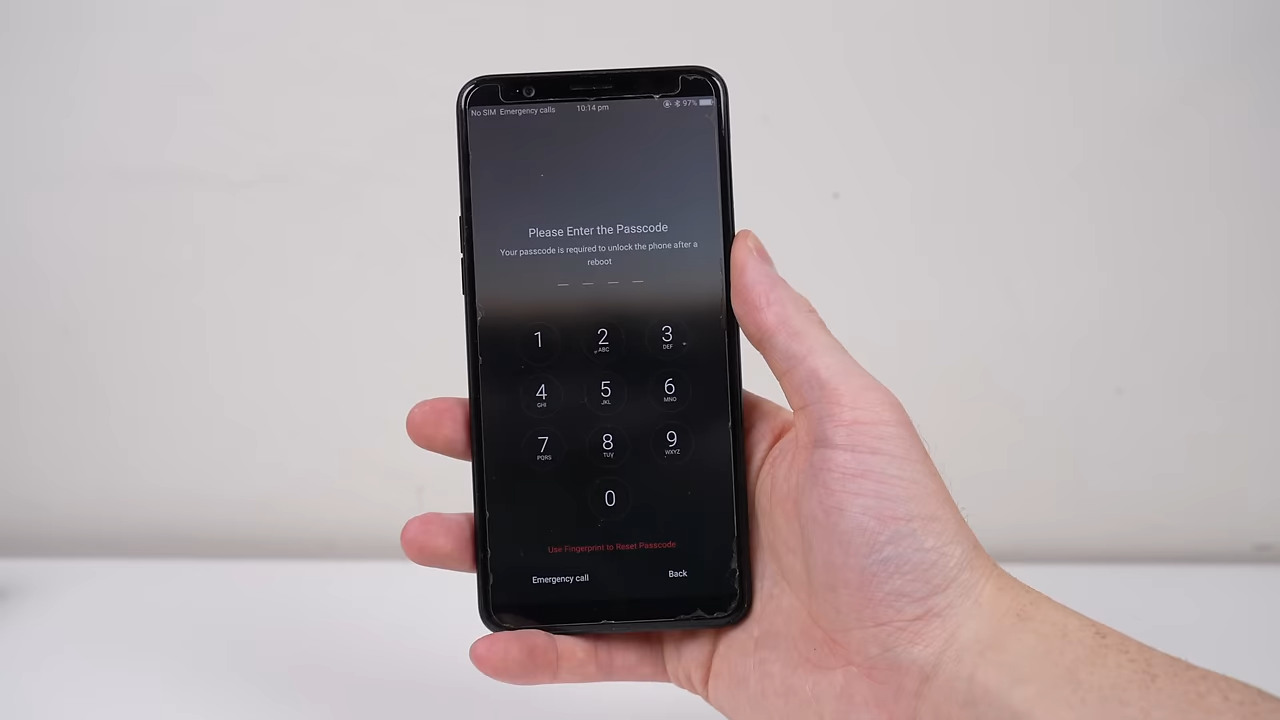 No SIM Emergency calls 10:14 pm 97%
Please Enter the Passcode
Your passcode is required to unlock the phone after a
reboot
1 2 3
ABC DEF
4 5 6
GHI JKL MNO
7 8 9
PQRS TUV WXYZ
0
Use Fingerprint to Reset Passcode
Emergency call Back